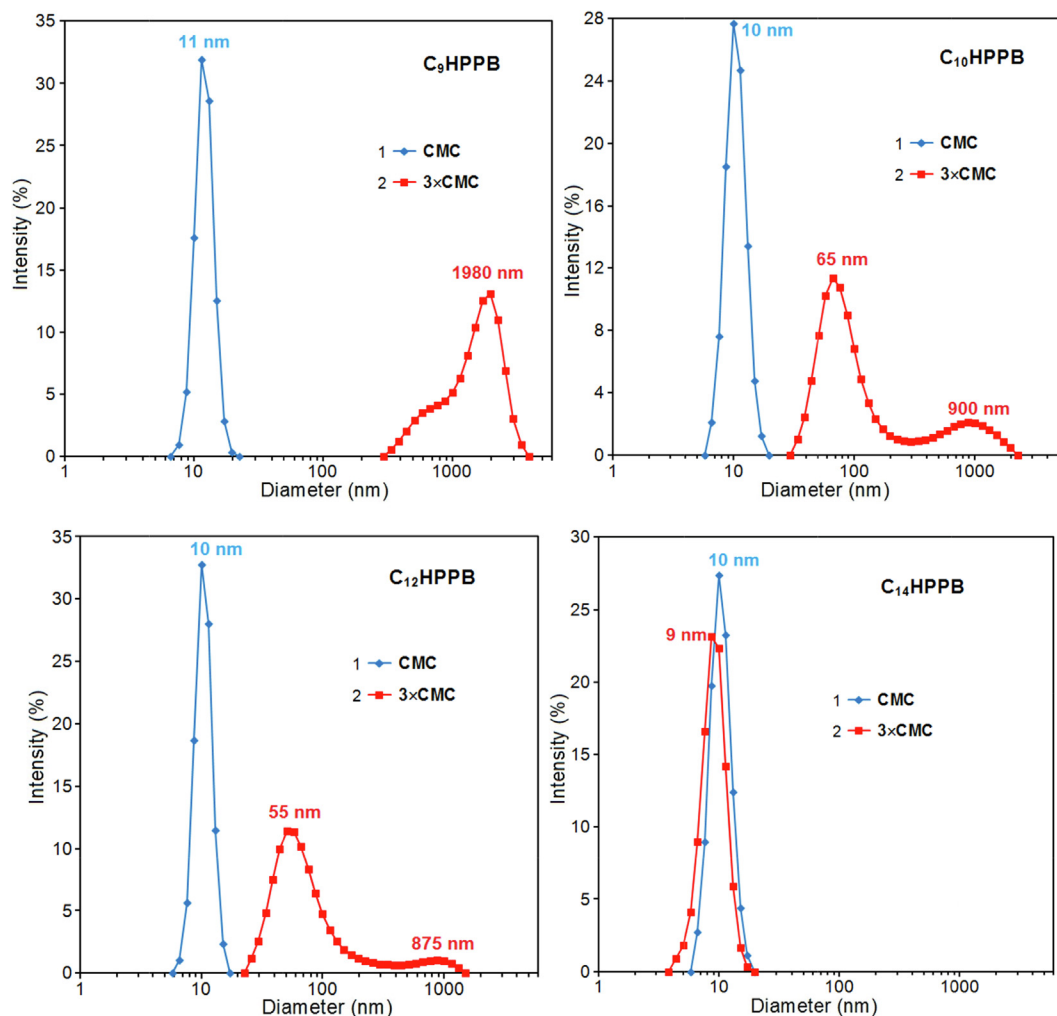 35
30
25
20
15
10
5
0
Intensity (%)
11 nm
C₉HPPB
1 CMC
2 3×CMC
1980 nm
1 10 100 1000
Diameter (nm)
28
24
20
16
12
8
4
0
Intensity (%)
10 nm
C₁₀HPPB
1 CMC
2 3×CMC
65 nm
900 nm
1 10 100 1000
Diameter (nm)
35
30
25
20
15
10
5
0
Intensity (%)
10 nm
C₁₂HPPB
1 CMC
2 3×CMC
55 nm
875 nm
1 10 100 1000
Diameter (nm)
30
25
20
15
10
5
0
Intensity (%)
10 nm
C₁₄HPPB
9 nm
1 CMC
2 3×CMC
1 10 100 1000
Diameter (nm)